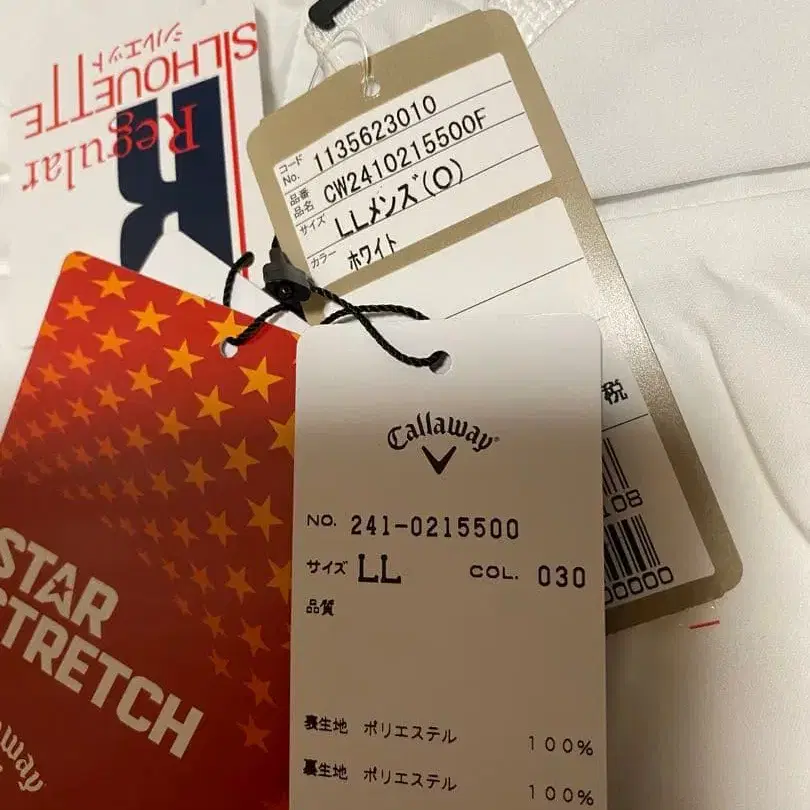 Regular
SILHOUETTE
シルエット
R
コード
No. 1135623010
品番
品名 CW2410215500F
サイズ LLメンズ(O)
カラー ホワイト
税
108
00000
STAR
STRETCH
Callaway
Callaway
NO. 241-0215500
サイズ LL COL. 030
品質
表生地 ポリエステル 100%
裏生地 ポリエステル 100%